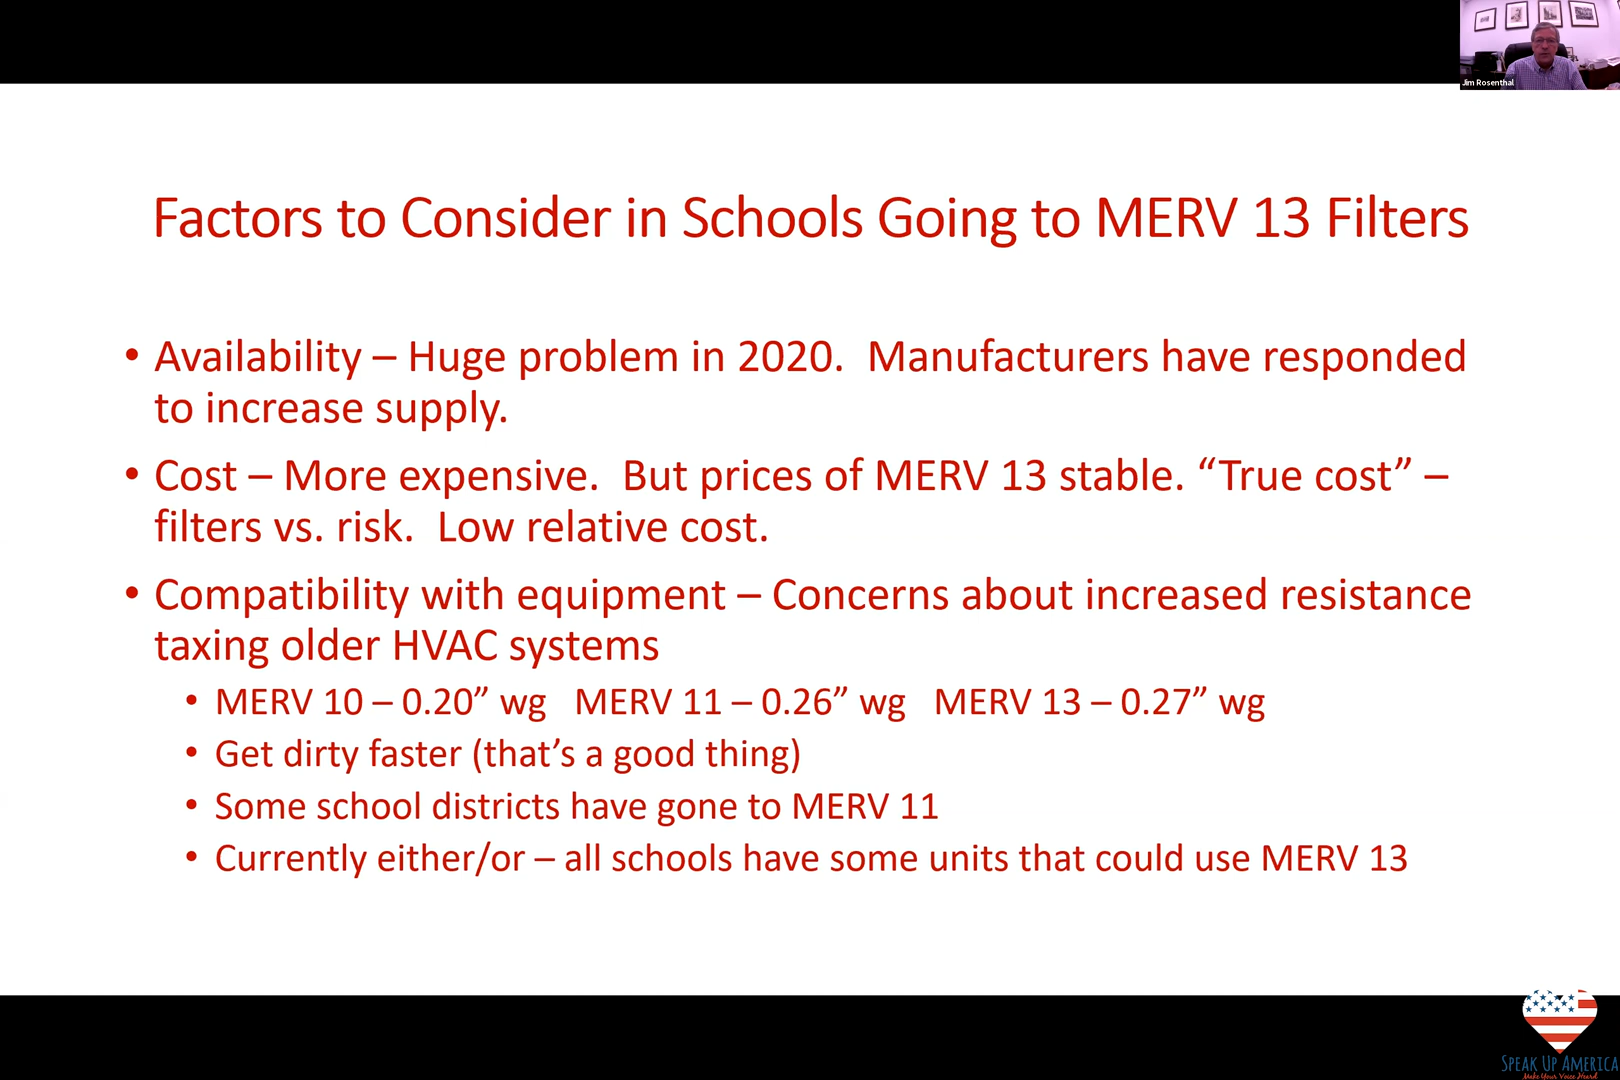 Jim Rosenthal
Factors to Consider in Schools Going to MERV 13 Filters
• Availability – Huge problem in 2020.  Manufacturers have responded
to increase supply.
• Cost – More expensive.  But prices of MERV 13 stable. “True cost” –
filters vs. risk.  Low relative cost.
• Compatibility with equipment – Concerns about increased resistance
taxing older HVAC systems
• MERV 10 – 0.20” wg   MERV 11 – 0.26” wg   MERV 13 – 0.27” wg
• Get dirty faster (that’s a good thing)
• Some school districts have gone to MERV 11
• Currently either/or – all schools have some units that could use MERV 13
SPEAK UP AMERICA
Make Your Voice Heard